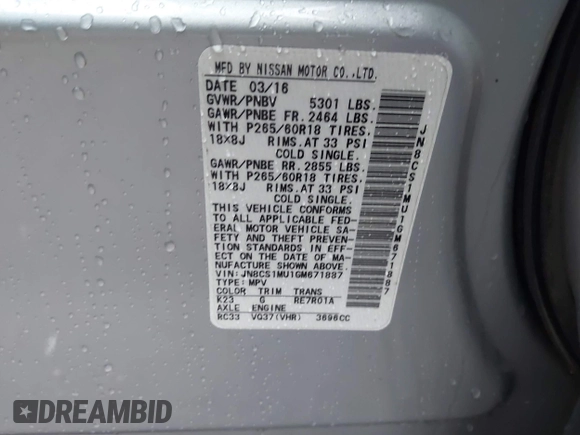 MFD BY NISSAN MOTOR CO.,LTD.
DATE 03/16
GVWR/PNBV 5301 LBS.
GAWR/PNBE FR. 2464 LBS.
WITH P265/60R18 TIRES.
18X8J RIMS.AT 33 PSI
COLD SINGLE.
GAWR/PNBE RR. 2855 LBS.
WITH P265/60R18 TIRES.
18X8J RIMS.AT 33 PSI
COLD SINGLE.
THIS VEHICLE CONFORMS
TO ALL APPLICABLE FED-
ERAL MOTOR VEHICLE SA-
FETY AND THEFT PREVEN-
TION STANDARDS IN EFF-
ECT ON THE DATE OF MA-
NUFACTURE SHOWN ABOVE.
VIN: JN8CS1MU1GM671887
TYPE: MPV
COLOR TRIM TRANS
K23 G RE7R01A
AXLE ENGINE
RC33 VQ37(VHR) 3696CC
JN8CS1MU1GM671887
DREAMBID